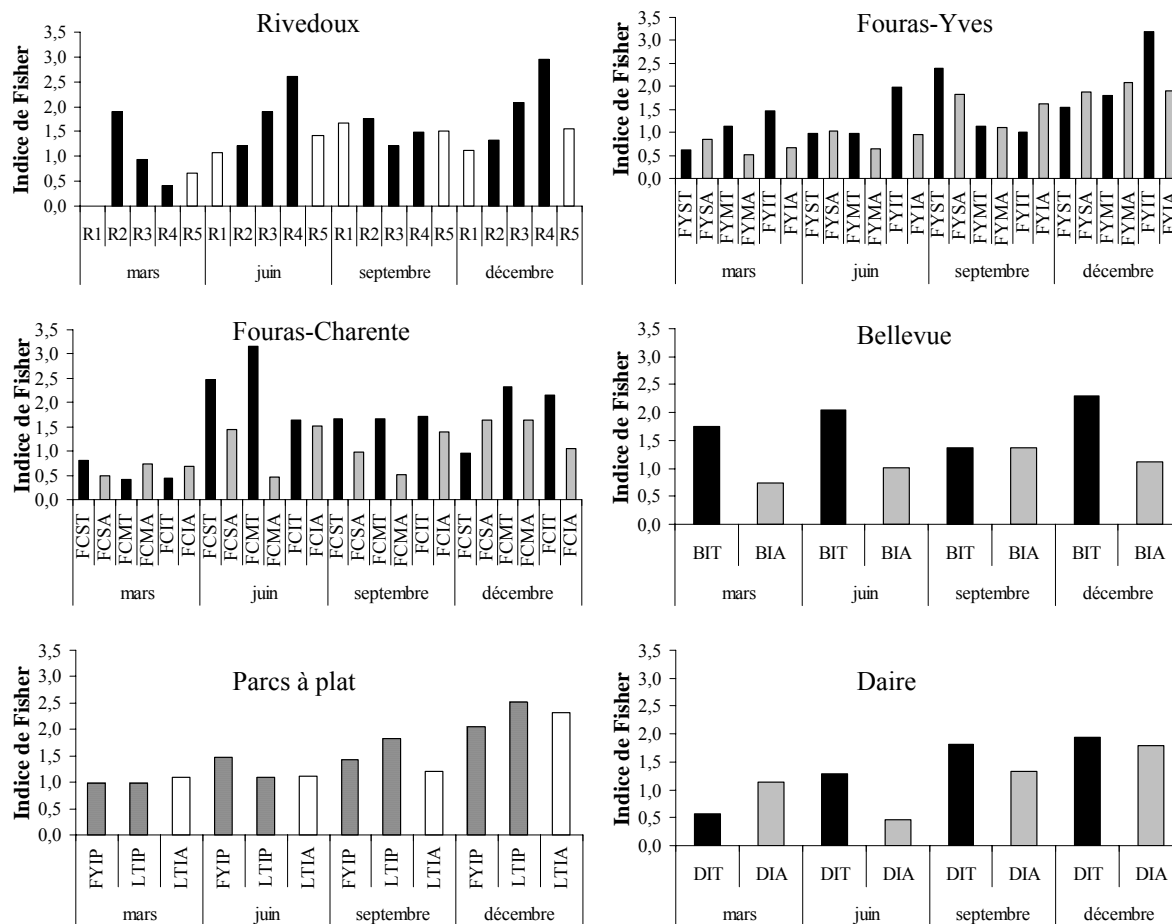 Rivedoux
Indice de Fisher
3,5
3,0
2,5
2,0
1,5
1,0
0,5
0,0
R1 R2 R3 R4 R5 R1 R2 R3 R4 R5 R1 R2 R3 R4 R5 R1 R2 R3 R4 R5
mars juin septembre décembre
Fouras-Yves
Indice de Fisher
3,5
3,0
2,5
2,0
1,5
1,0
0,5
0,0
FYST FYSA FYMT FYMA FYIT FYIA FYST FYSA FYMT FYMA FYIT FYIA FYST FYSA FYMT FYMA FYIT FYIA FYST FYSA FYMT FYMA FYIT FYIA
mars juin septembre décembre
Fouras-Charente
Indice de Fisher
3,5
3,0
2,5
2,0
1,5
1,0
0,5
0,0
FCST FCSA FCMT FCMA FCIT FCIA FCST FCSA FCMT FCMA FCIT FCIA FCST FCSA FCMT FCMA FCIT FCIA FCST FCSA FCMT FCMA FCIT FCIA
mars juin septembre décembre
Bellevue
Indice de Fisher
3,5
3,0
2,5
2,0
1,5
1,0
0,5
0,0
BIT BIA BIT BIA BIT BIA BIT BIA
mars juin septembre décembre
Parcs à plat
Indice de Fisher
3,5
3,0
2,5
2,0
1,5
1,0
0,5
0,0
FYIP LTIP LTIA FYIP LTIP LTIA FYIP LTIP LTIA FYIP LTIP LTIA
mars juin septembre décembre
Daire
Indice de Fisher
3,5
3,0
2,5
2,0
1,5
1,0
0,5
0,0
DIT DIA DIT DIA DIT DIA DIT DIA
mars juin septembre décembre